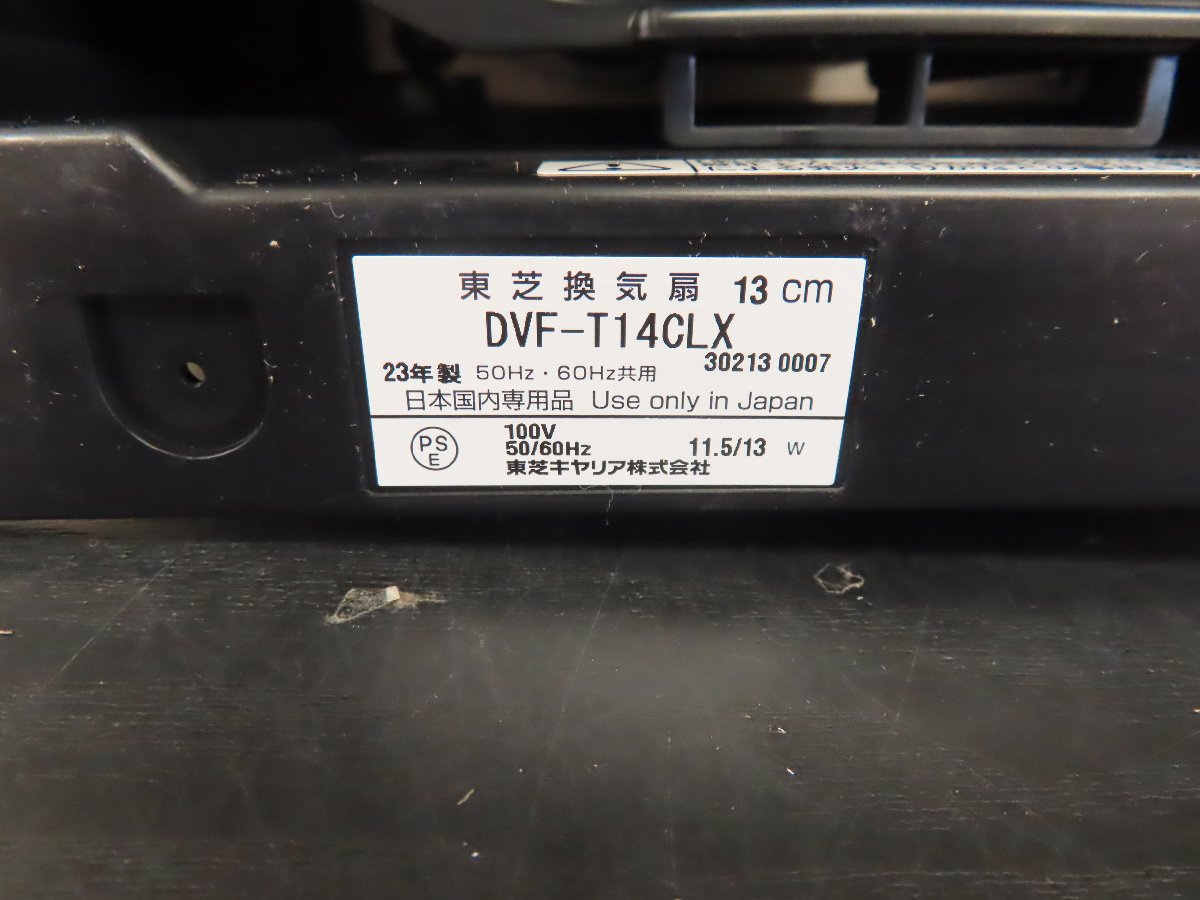 東芝換気扇 13 cm
DVF-T14CLX
30213 0007
23年製 50Hz・60Hz共用
日本国内専用品 Use only in Japan
PS
E
100V
50/60Hz 11.5/13 W
東芝キヤリア株式会社